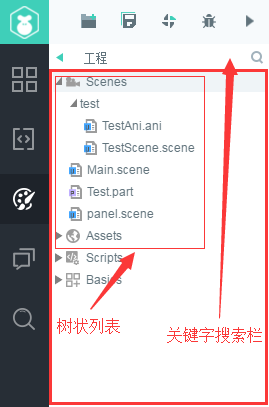 工程
Scenes
test
TestAni.ani
TestScene.scene
Main.scene
Test.part
panel.scene
Assets
Scripts
Basics
树状列表
关键字搜索栏